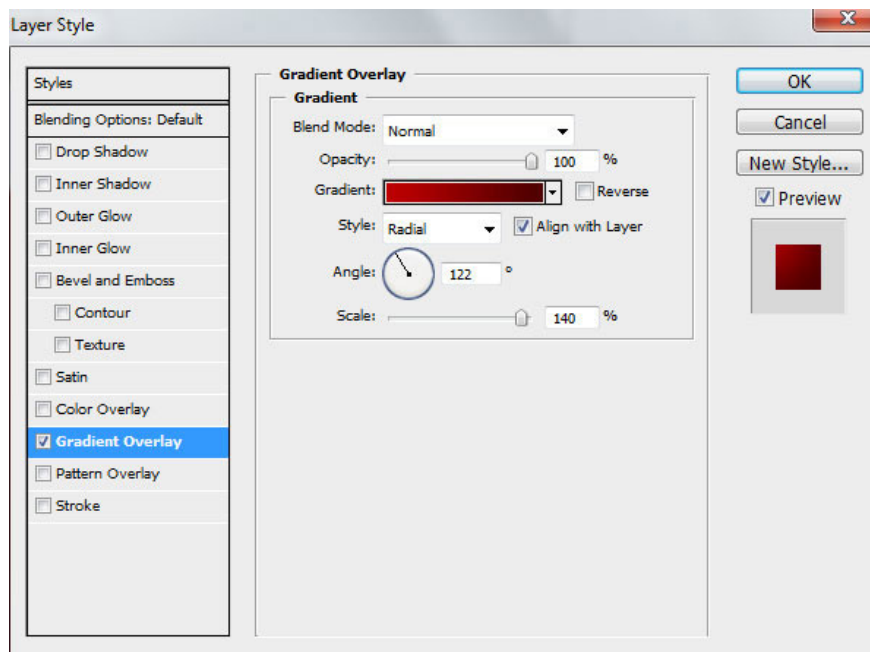 Layer Style
Styles
Blending Options: Default
Drop Shadow
Inner Shadow
Outer Glow
Inner Glow
Bevel and Emboss
Contour
Texture
Satin
Color Overlay
Gradient Overlay
Pattern Overlay
Stroke
Gradient Overlay
Gradient
Blend Mode: Normal
Opacity: 100 %
Gradient: Reverse
Style: Radial Align with Layer
Angle: 122 °
Scale: 140 %
OK
Cancel
New Style...
Preview